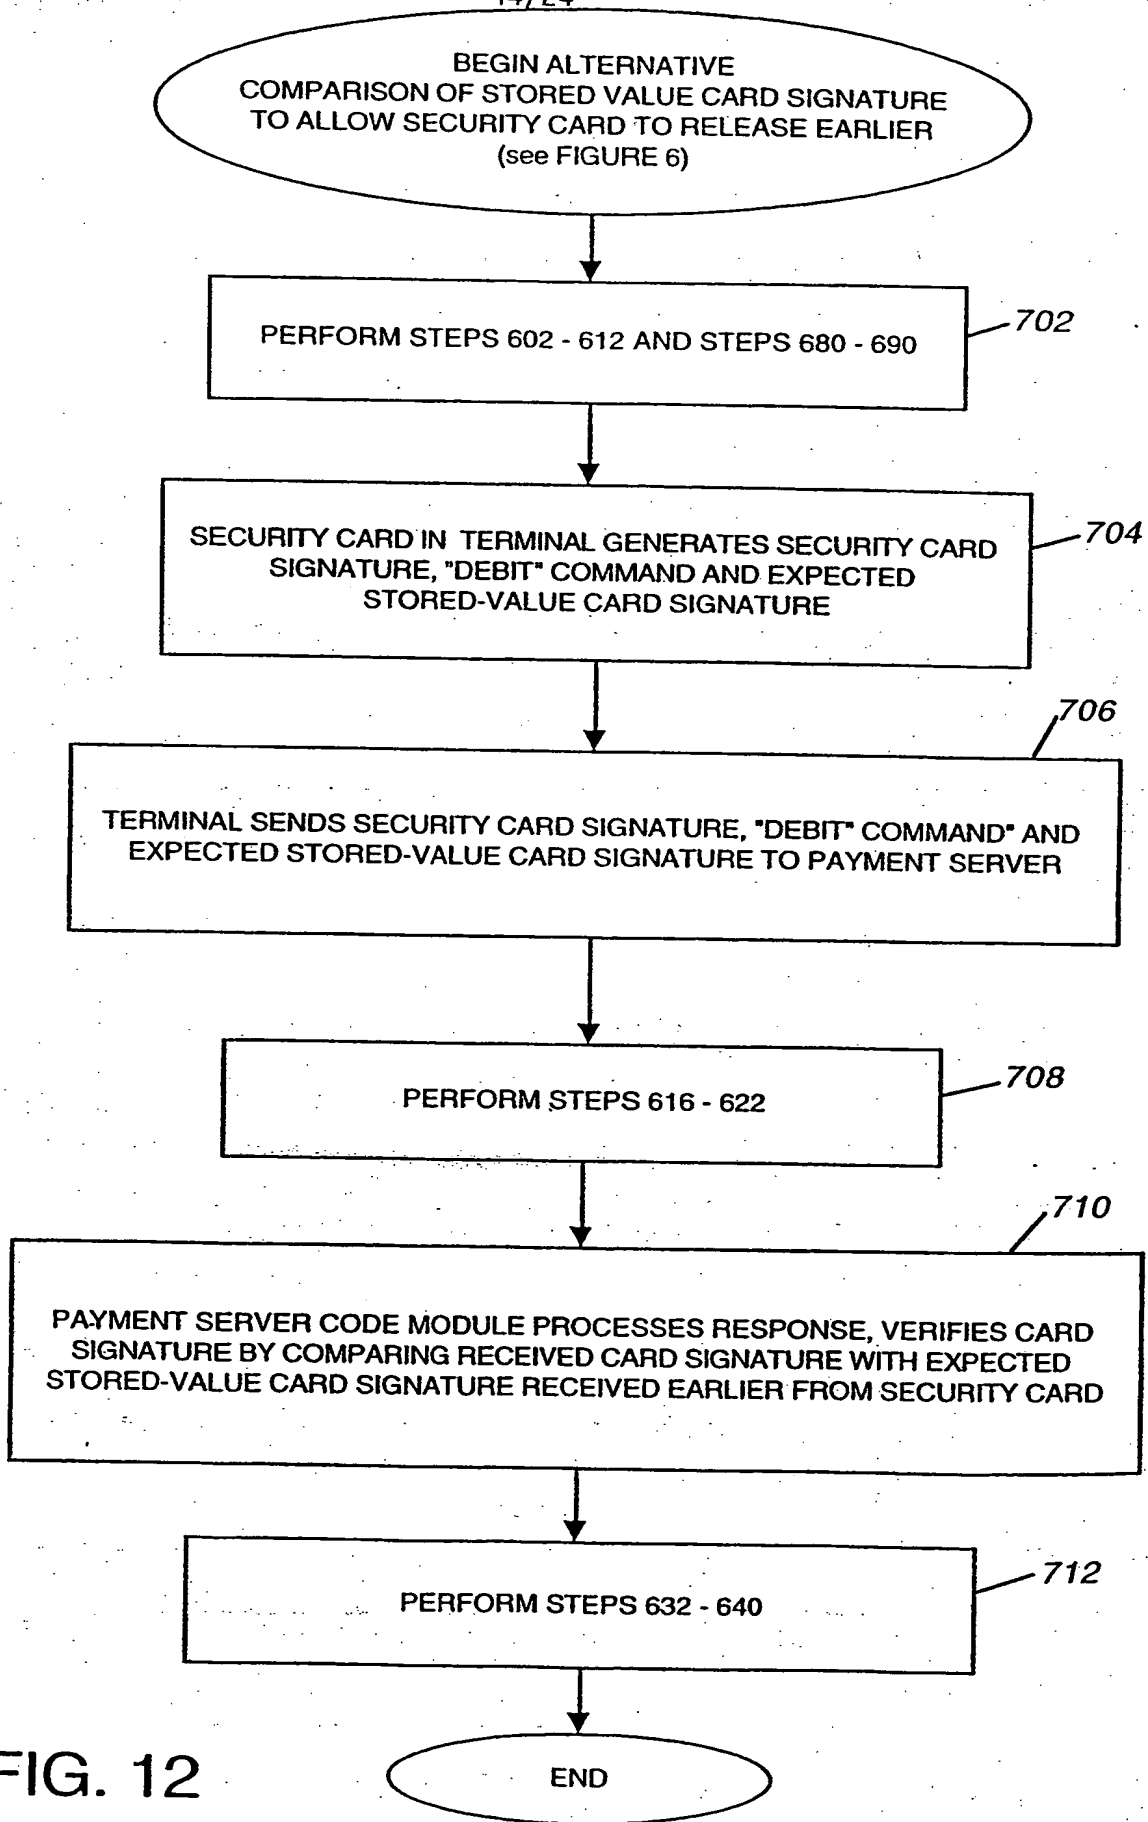 14/24
BEGIN ALTERNATIVE
COMPARISON OF STORED VALUE CARD SIGNATURE
TO ALLOW SECURITY CARD TO RELEASE EARLIER
(see FIGURE 6)
PERFORM STEPS 602 - 612 AND STEPS 680 - 690
702
SECURITY CARD IN TERMINAL GENERATES SECURITY CARD
SIGNATURE, "DEBIT" COMMAND AND EXPECTED
STORED-VALUE CARD SIGNATURE
704
706
TERMINAL SENDS SECURITY CARD SIGNATURE, "DEBIT" COMMAND" AND
EXPECTED STORED-VALUE CARD SIGNATURE TO PAYMENT SERVER
PERFORM STEPS 616 - 622
708
710
PAYMENT SERVER CODE MODULE PROCESSES RESPONSE, VERIFIES CARD
SIGNATURE BY COMPARING RECEIVED CARD SIGNATURE WITH EXPECTED
STORED-VALUE CARD SIGNATURE RECEIVED EARLIER FROM SECURITY CARD
PERFORM STEPS 632 - 640
712
END
FIG. 12